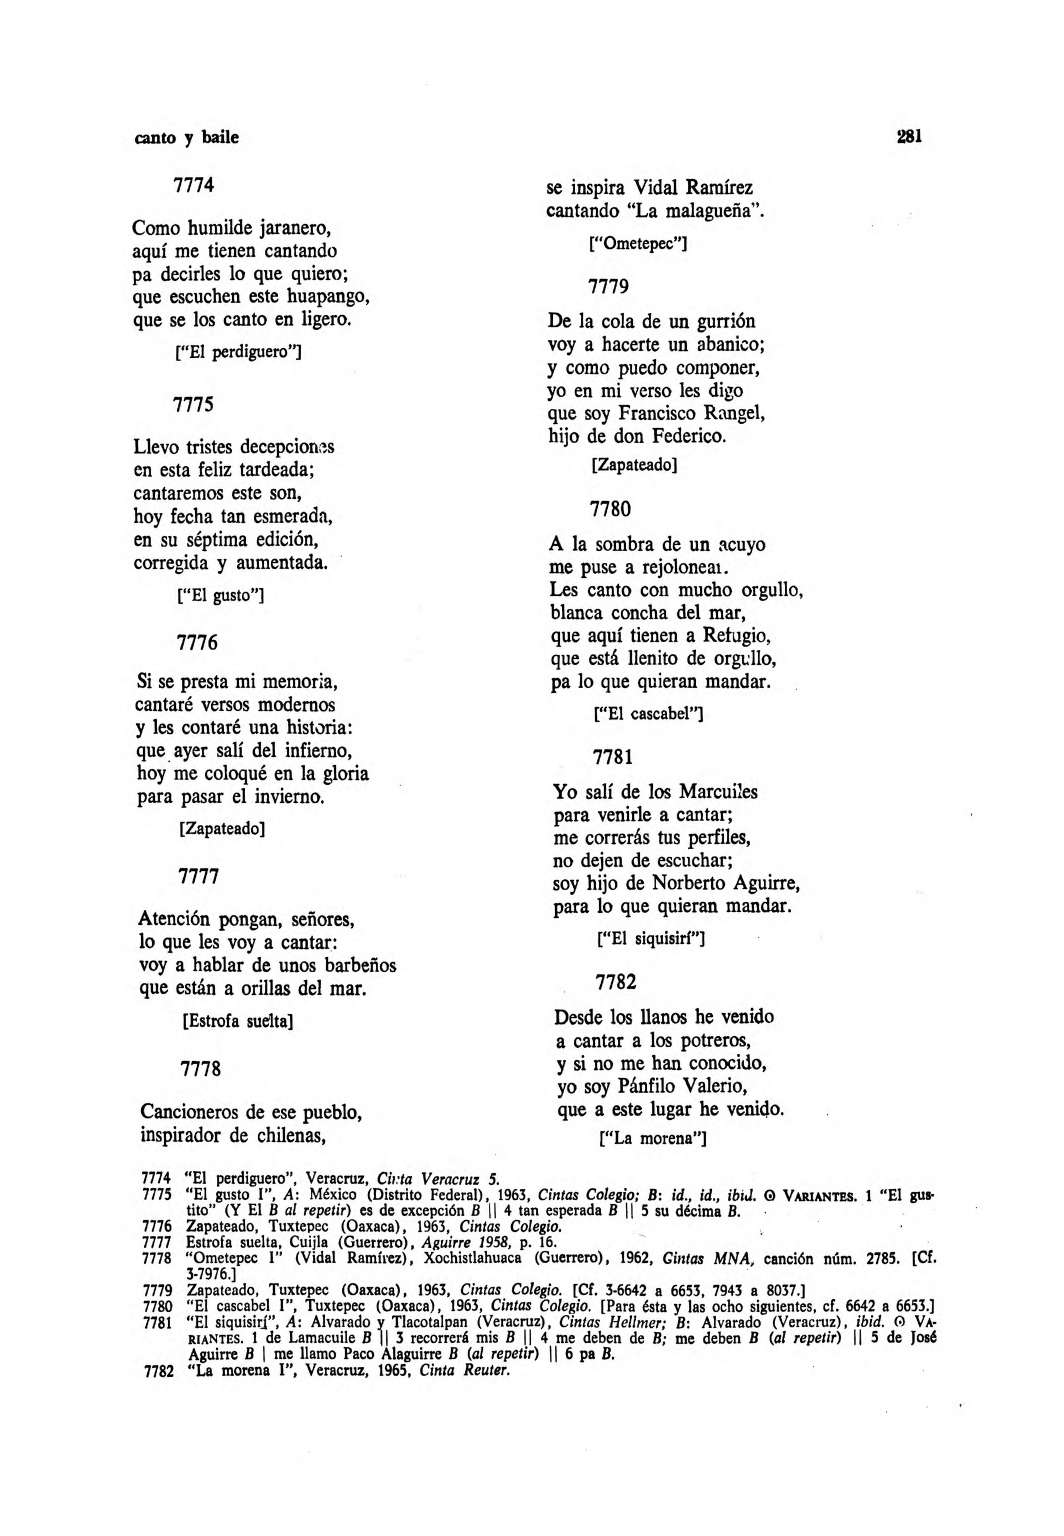 canto y baile
281
7774
Como humilde jaranero,
aquí me tienen cantando
pa decirles lo que quiero;
que escuchen este huapango,
que se los canto en ligero.
["El perdiguero"]
7775
Llevo tristes decepciones
en esta feliz tardeada;
cantaremos este son,
hoy fecha tan esmerada,
en su séptima edición,
corregida y aumentada.
["El gusto"]
7776
Si se presta mi memoria,
cantaré versos modernos
y les contaré una historia:
que ayer salí del infierno,
hoy me coloqué en la gloria
para pasar el invierno.
[Zapateado]
7777
Atención pongan, señores,
lo que les voy a cantar:
voy a hablar de unos barbeños
que están a orillas del mar.
[Estrofa suelta]
7778
Cancioneros de ese pueblo,
inspirador de chilenas,
se inspira Vidal Ramírez
cantando "La malagueña".
["Ometepec"]
7779
De la cola de un gurrión
voy a hacerte un abanico;
y como puedo componer,
yo en mi verso les digo
que soy Francisco Rangel,
hijo de don Federico.
[Zapateado]
7780
A la sombra de un acuyo
me puse a rejolonear.
Les canto con mucho orgullo,
blanca concha del mar,
que aquí tienen a Refugio,
que está llenito de orgullo,
pa lo que quieran mandar.
["El cascabel"]
7781
Yo salí de los Marcuiles
para venirle a cantar;
me correrás tus perfiles,
no dejen de escuchar;
soy hijo de Norberto Aguirre,
para lo que quieran mandar.
["El siquisirí"]
7782
Desde los llanos he venido
a cantar a los potreros,
y si no me han conocido,
yo soy Pánfilo Valerio,
que a este lugar he venido.
["La morena"]
7774 "El perdiguero", Veracruz, Cinta Veracruz 5.
7775 "El gusto I", A: México (Distrito Federal), 1963, Cintas Colegio; B: id., id., ibid. ⊙ VARIANTES. 1 "El gus-
tito" (Y El B al repetir) es de excepción B || 4 tan esperada B || 5 su décima B.
7776 Zapateado, Tuxtepec (Oaxaca), 1963, Cintas Colegio.
7777 Estrofa suelta, Cuijla (Guerrero), Aguirre 1958, p. 16.
7778 "Ometepec I" (Vidal Ramírez), Xochistlahuaca (Guerrero), 1962, Cintas MNA, canción núm. 2785. [Cf.
3-7976.]
7779 Zapateado, Tuxtepec (Oaxaca), 1963, Cintas Colegio. [Cf. 3-6642 a 6653, 7943 a 8037.]
7780 "El cascabel I", Tuxtepec (Oaxaca), 1963, Cintas Colegio. [Para ésta y las ocho siguientes, cf. 6642 a 6653.]
7781 "El siquisirí", A: Alvarado y Tlacotalpan (Veracruz), Cintas Hellmer; B: Alvarado (Veracruz), ibid. ⊙ VA-
RIANTES. 1 de Lamacuile B || 3 recorrerá mis B || 4 me deben de B; me deben B (al repetir) || 5 de José
Aguirre B | me llamo Paco Alaguirre B (al repetir) || 6 pa B.
7782 "La morena I", Veracruz, 1965, Cinta Reuter.